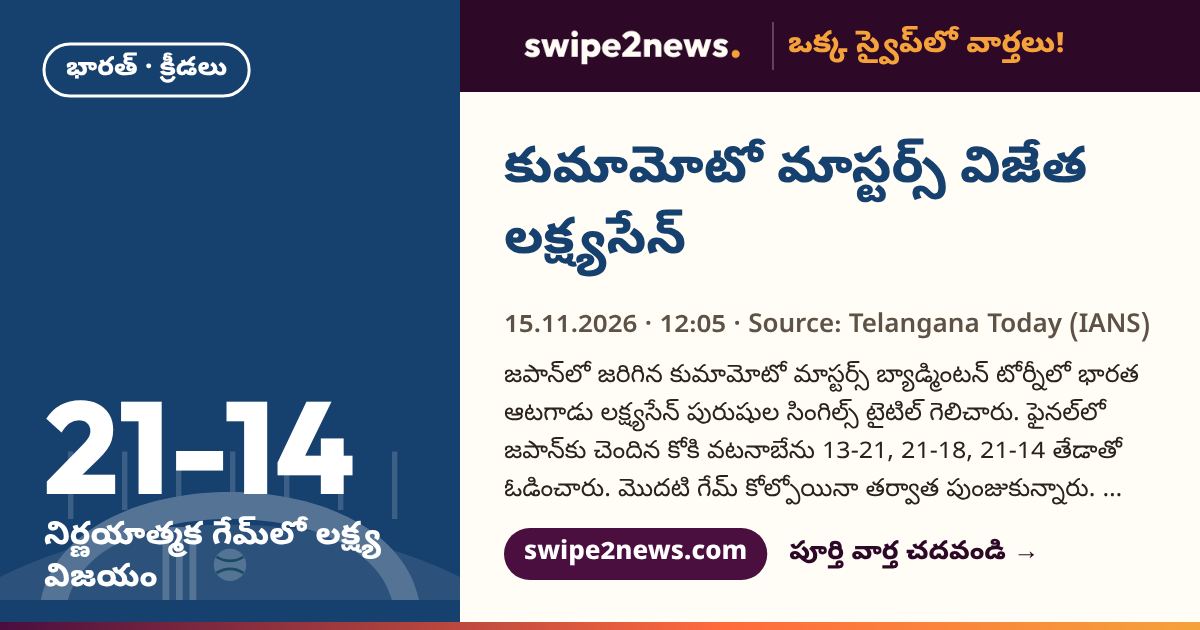 భారత్ · క్రీడలు
21-14
నిర్ణయాత్మక గేమ్‌లో లక్ష్య
విజయం
swipe2news.
ఒక్క స్వైప్‌లో వార్తలు!
కుమామోటో మాస్టర్స్ విజేత
లక్ష్యసేన్
15.11.2026 · 12:05 · Source: Telangana Today (IANS)
జపాన్‌లో జరిగిన కుమామోటో మాస్టర్స్ బ్యాడ్మింటన్ టోర్నీలో భారత
ఆటగాడు లక్ష్యసేన్ పురుషుల సింగిల్స్ టైటిల్ గెలిచారు. ఫైనల్‌లో
జపాన్‌కు చెందిన కోకి వటనాబేను 13-21, 21-18, 21-14 తేడాతో
ఓడించారు. మొదటి గేమ్ కోల్పోయినా తర్వాత పుంజుకున్నారు. ...
swipe2news.com
పూర్తి వార్త చదవండి →